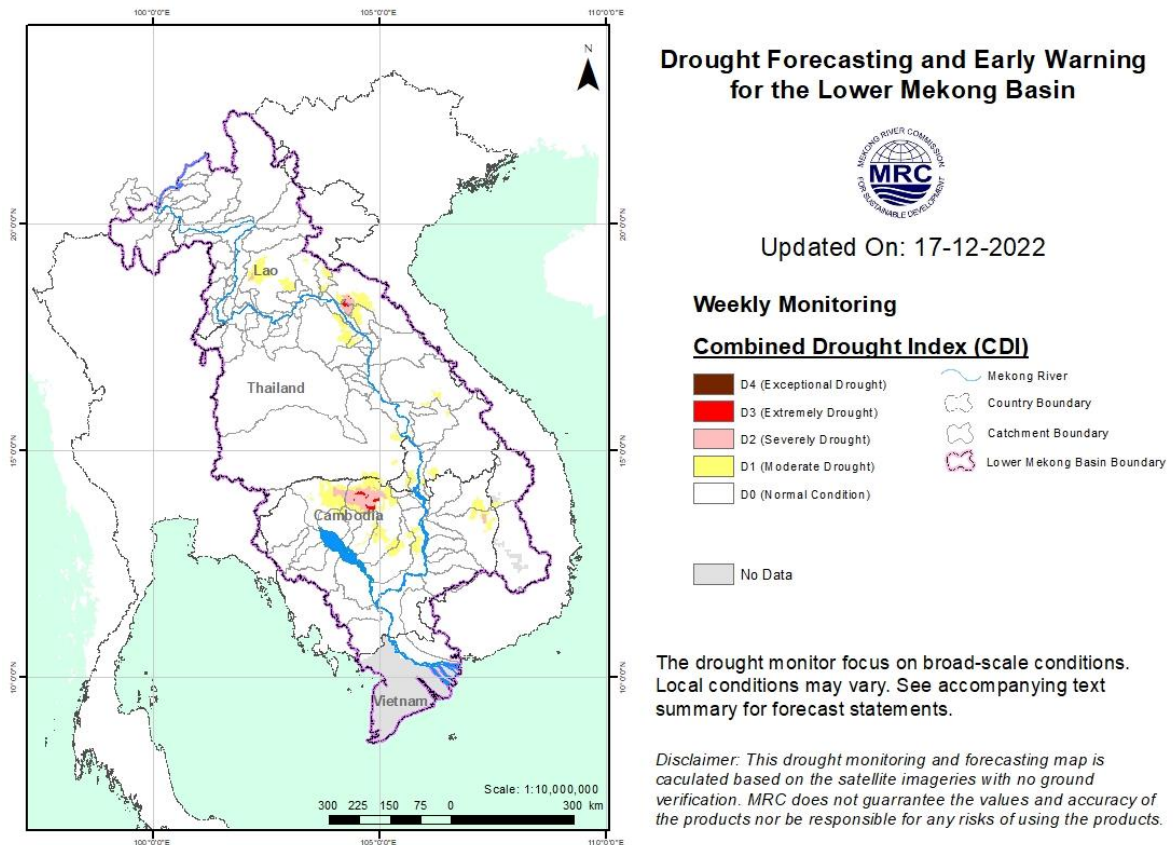 100°0'0"E 105°0'0"E 110°0'0"E
N
20°0'0"N 20°0'0"N
Lao
Thailand
15°0'0"N 15°0'0"N
Cambodia
10°0'0"N 10°0'0"N
Vietnam
Scale: 1:10,000,000
300 225 150 75 0 300 km
100°0'0"E 105°0'0"E 110°0'0"E
Drought Forecasting and Early Warning
for the Lower Mekong Basin
MEKONG RIVER COMMISSION
MRC
FOR SUSTAINABLE DEVELOPMENT
Updated On: 17-12-2022
Weekly Monitoring
Combined Drought Index (CDI)
D4 (Exceptional Drought)
D3 (Extremely Drought)
D2 (Severely Drought)
D1 (Moderate Drought)
D0 (Normal Condition)
No Data
Mekong River
Country Boundary
Catchment Boundary
Lower Mekong Basin Boundary
The drought monitor focus on broad-scale conditions.
Local conditions may vary. See accompanying text
summary for forecast statements.
Disclaimer: This drought monitoring and forecasting map is
caculated based on the satellite imageries with no ground
verification. MRC does not guarrantee the values and accuracy of
the products nor be responsible for any risks of using the products.